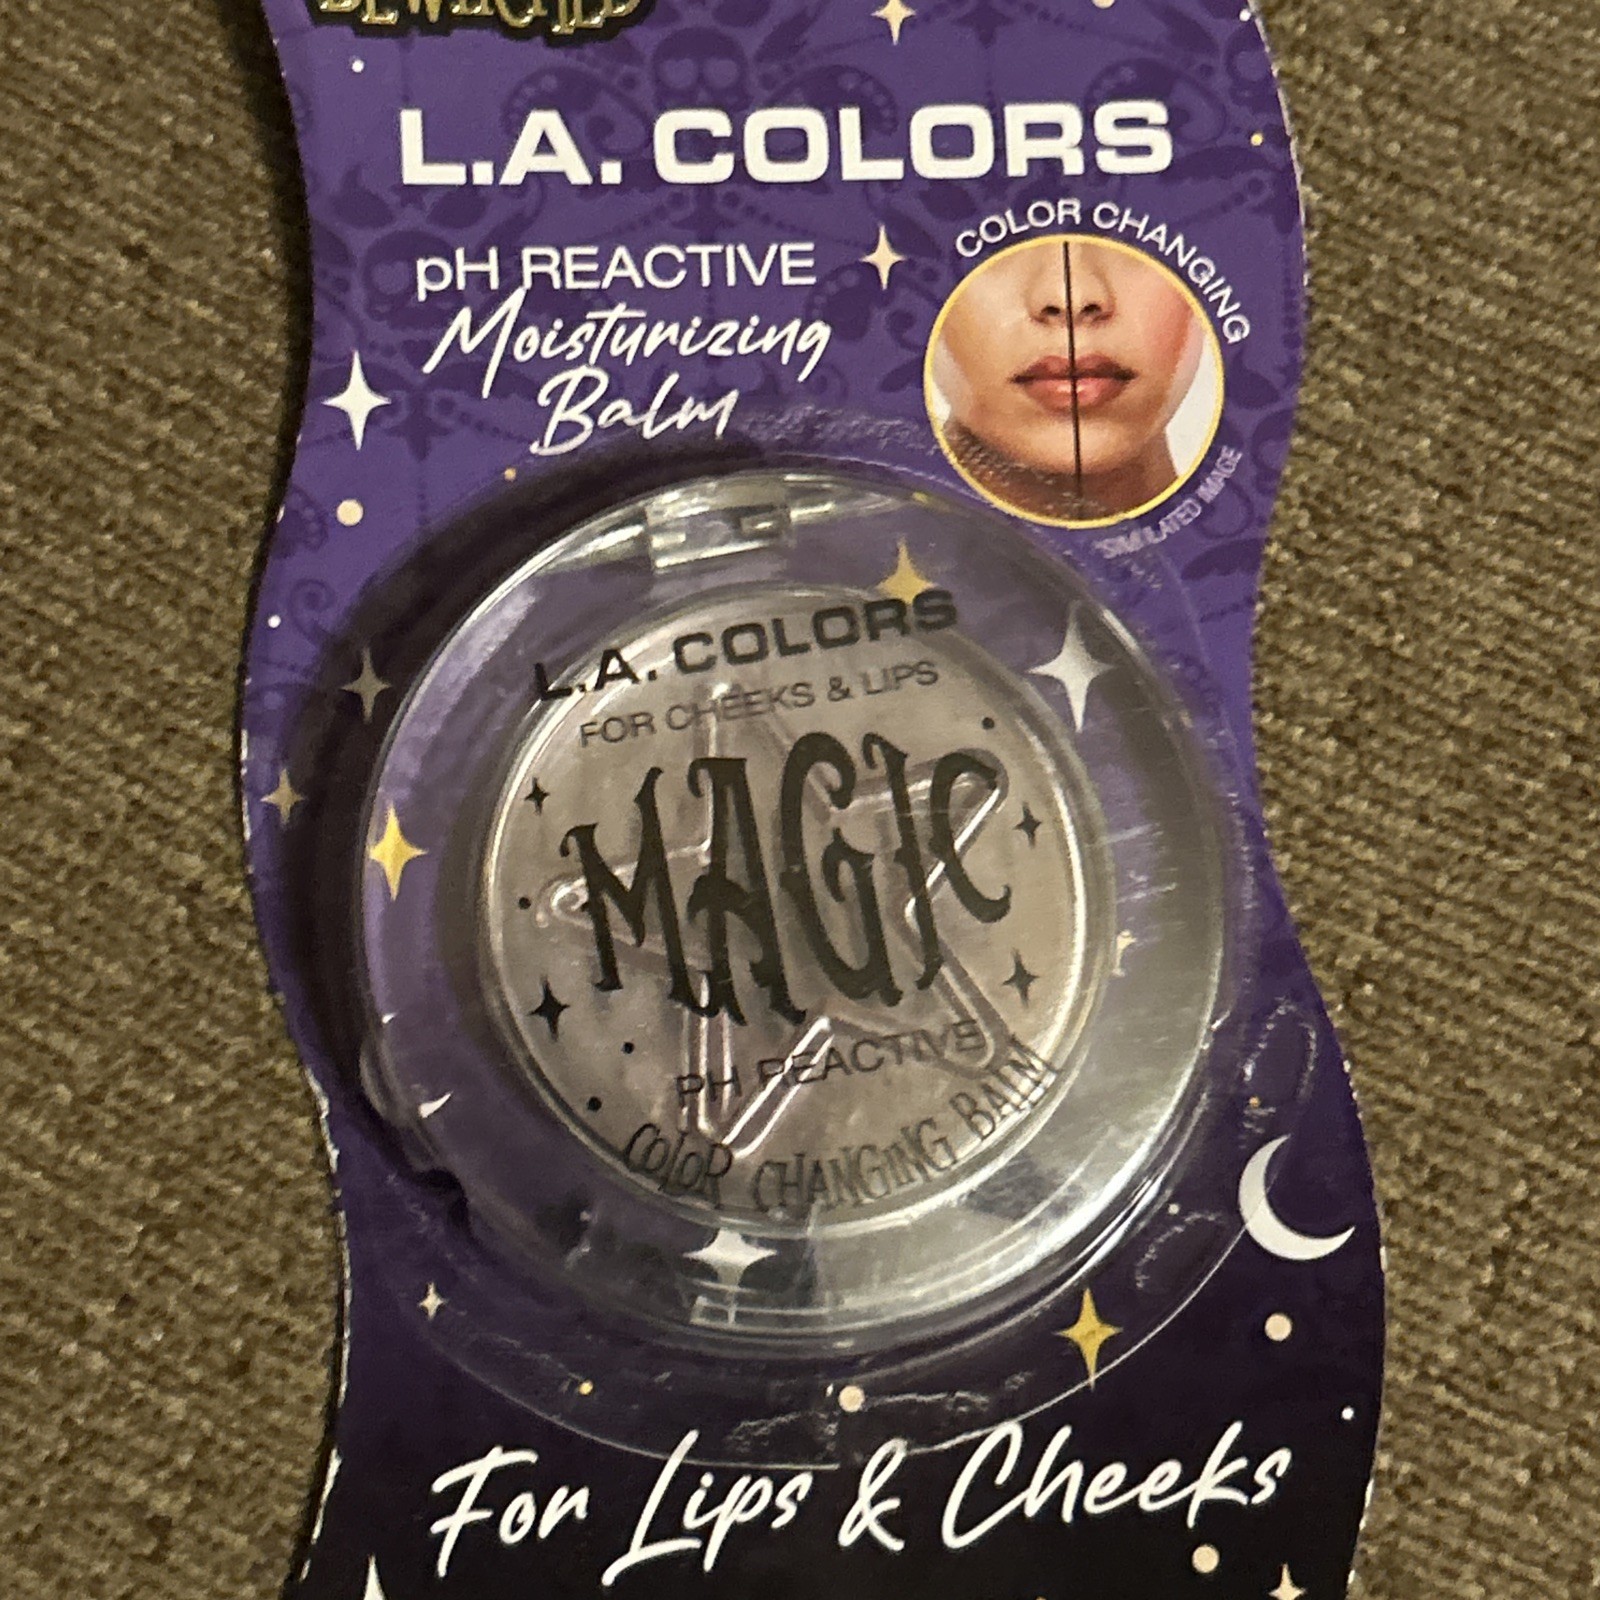 BEWITCHED
L.A. COLORS
pH REACTIVE
Moisturizing
Balm
COLOR CHANGING
*SIMULATED IMAGE
L.A. COLORS
FOR CHEEKS & LIPS
MAGIC
PH REACTIVE
COLOR CHANGING BALM
For Lips & Cheeks